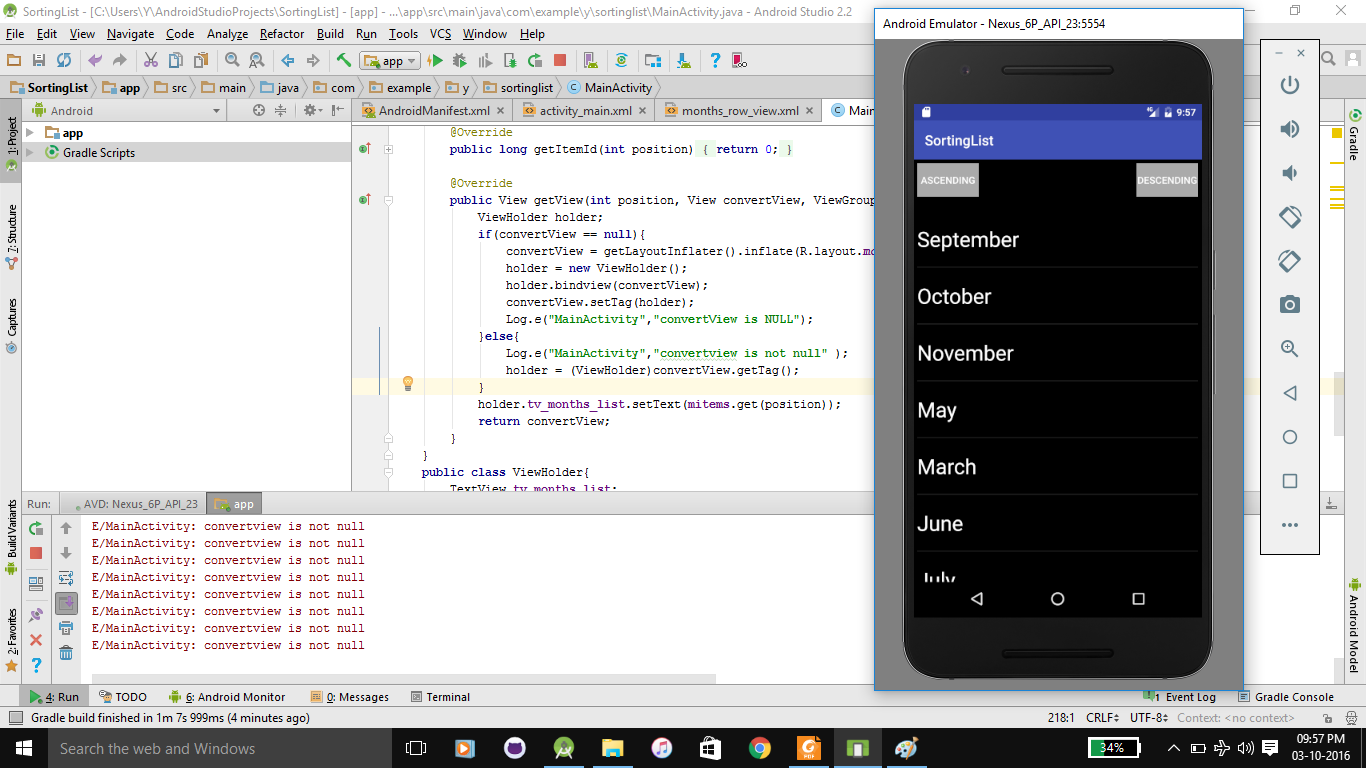 SortingList - [C:\Users\Y\AndroidStudioProjects\SortingList] - [app] - ...\app\src\main\java\com\example\y\sortinglist\MainActivity.java - Android Studio 2.2
File Edit View Navigate Code Analyze Refactor Build Run Tools VCS Window Help
app
SortingList app src main java com example y sortinglist MainActivity
Android
AndroidManifest.xml activity_main.xml months_row_view.xml Main
1: Project
7: Structure
Captures
Build Variants
2: Favorites
app
Gradle Scripts
@Override
public long getItemId(int position) { return 0; }
@Override
public View getView(int position, View convertView, ViewGroup
ViewHolder holder;
if(convertView == null){
convertView = getLayoutInflater().inflate(R.layout.mo
holder = new ViewHolder();
holder.bindview(convertView);
convertView.setTag(holder);
Log.e("MainActivity","convertView is NULL");
}else{
Log.e("MainActivity","convertview is not null" );
holder = (ViewHolder)convertView.getTag();
}
holder.tv_months_list.setText(mitems.get(position));
return convertView;
}
}
public class ViewHolder{
TextView tv_months_list;
Android Emulator - Nexus_6P_API_23:5554
9:57
SortingList
ASCENDING DESCENDING
September
October
November
May
March
June
July
Gradle
Android Model
Run: AVD: Nexus_6P_API_23 app
E/MainActivity: convertview is not null
E/MainActivity: convertview is not null
E/MainActivity: convertview is not null
E/MainActivity: convertview is not null
E/MainActivity: convertview is not null
E/MainActivity: convertview is not null
E/MainActivity: convertview is not null
E/MainActivity: convertview is not null
4: Run TODO 6: Android Monitor 0: Messages Terminal 1 Event Log Gradle Console
Gradle build finished in 1m 7s 999ms (4 minutes ago) 218:1 CRLF UTF-8 Context: <no context>
Search the web and Windows
34%
09:57 PM
03-10-2016